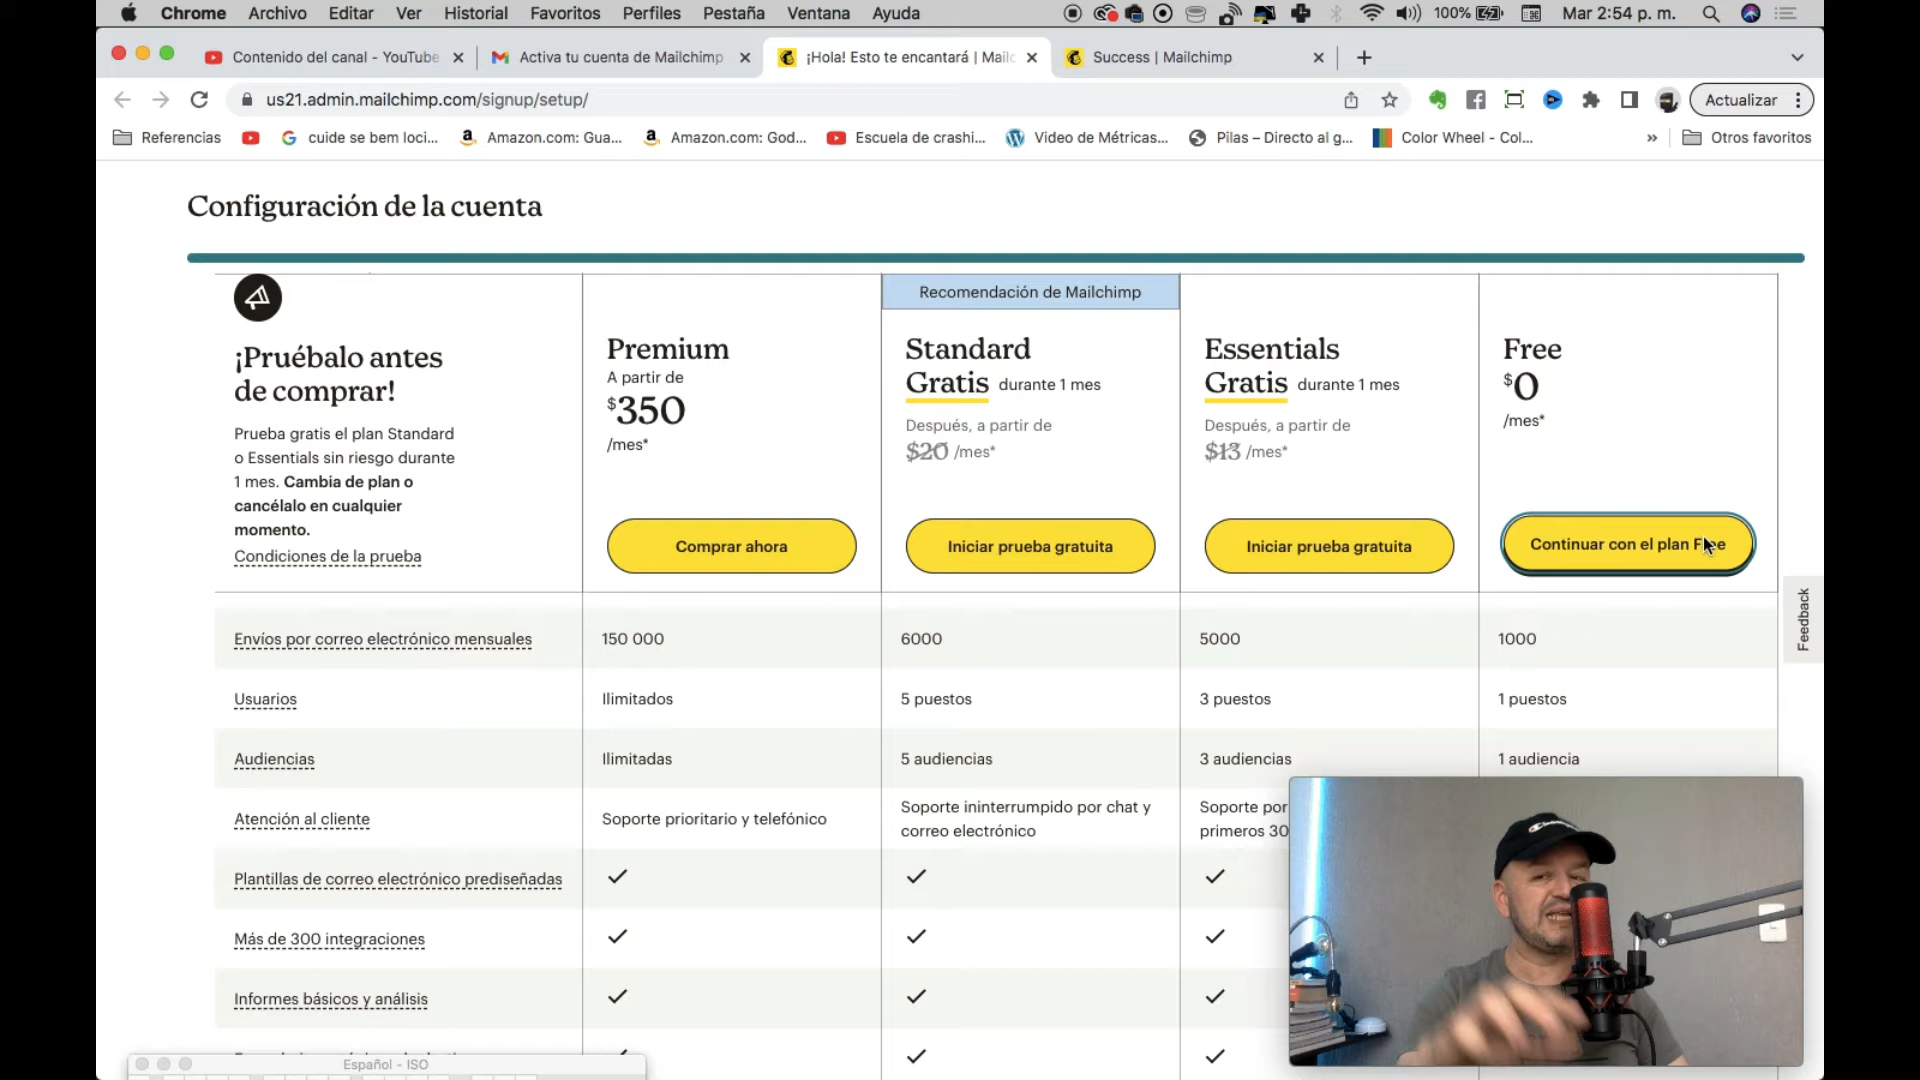 Chrome Archivo Editar Ver Historial Favoritos Perfiles Pestaña Ventana Ayuda 100% Mar 2:54 p. m.
Contenido del canal - YouTube
Activa tu cuenta de Mailchimp
¡Hola! Esto te encantará | Mailc
Success | Mailchimp
us21.admin.mailchimp.com/signup/setup/
Actualizar
Referencias
cuide se bem loci...
Amazon.com: Gua...
Amazon.com: God...
Escuela de crashi...
Video de Métricas...
Pilas – Directo al g...
Color Wheel - Col...
» Otros favoritos
Configuración de la cuenta
¡Pruébalo antes
de comprar!
Prueba gratis el plan Standard
o Essentials sin riesgo durante
1 mes. Cambia de plan o
cancélalo en cualquier
momento.
Condiciones de la prueba
Premium
A partir de
$350
/mes*
Comprar ahora
Recomendación de Mailchimp
Standard
Gratis durante 1 mes
Después, a partir de
$20 /mes*
Iniciar prueba gratuita
Essentials
Gratis durante 1 mes
Después, a partir de
$13 /mes*
Iniciar prueba gratuita
Free
$0
/mes*
Continuar con el plan Free
Feedback
Envíos por correo electrónico mensuales 150 000 6000 5000 1000
Usuarios Ilimitados 5 puestos 3 puestos 1 puestos
Audiencias Ilimitadas 5 audiencias 3 audiencias 1 audiencia
Atención al cliente Soporte prioritario y telefónico
Soporte ininterrumpido por chat y
correo electrónico
Soporte por
primeros 30
Plantillas de correo electrónico prediseñadas
Más de 300 integraciones
Informes básicos y análisis
Español - ISO